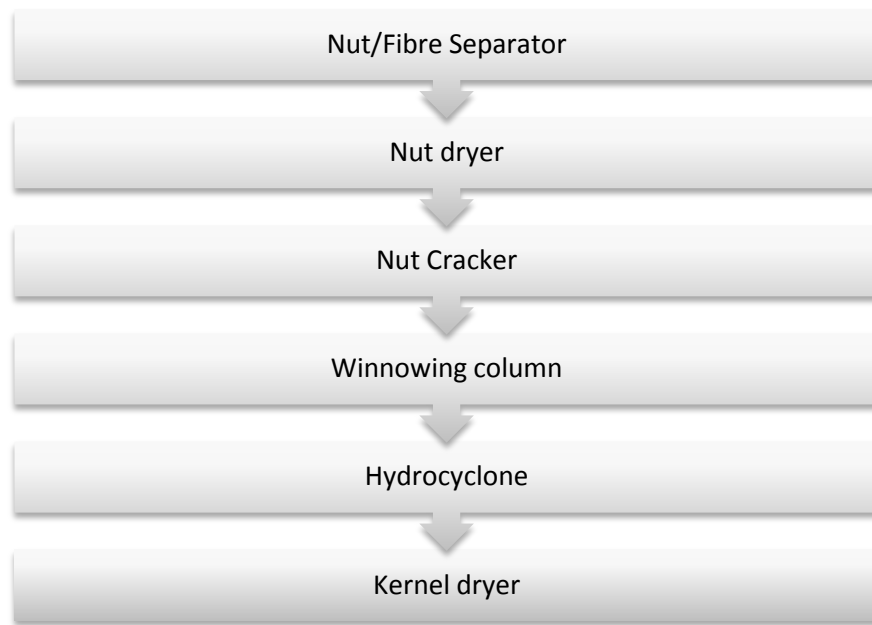 Nut/Fibre Separator
Nut dryer
Nut Cracker
Winnowing column
Hydrocyclone
Kernel dryer